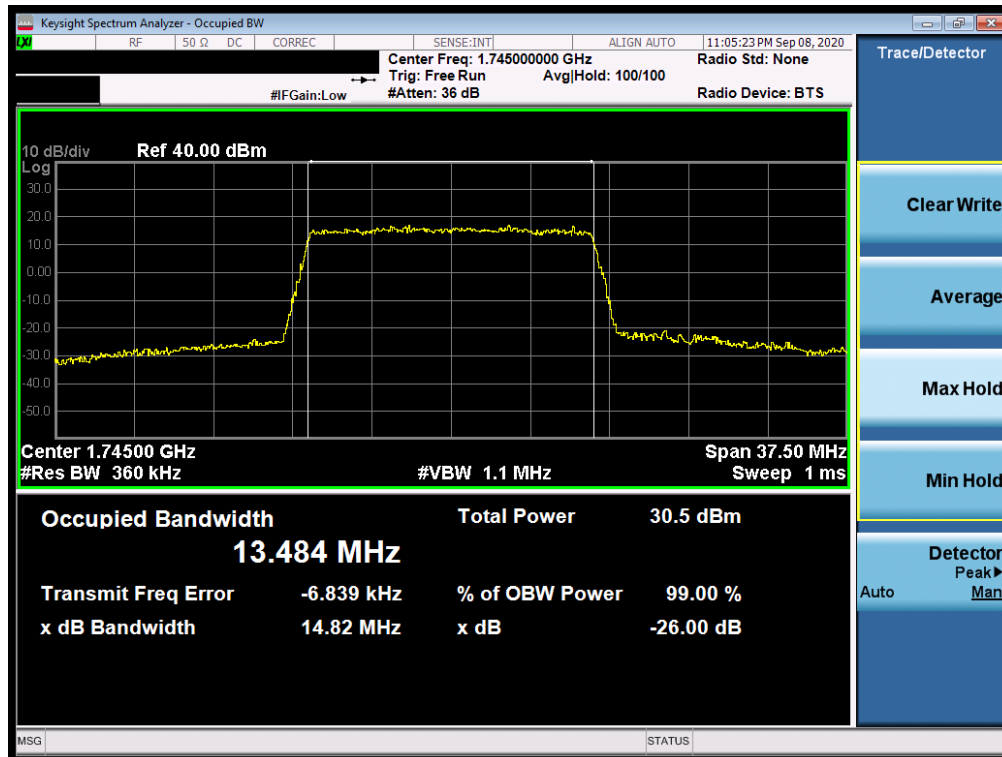 Keysight Spectrum Analyzer - Occupied BW
LXI RF 50 Ω DC CORREC SENSE:INT ALIGN AUTO 11:05:23 PM Sep 08, 2020
Center Freq: 1.745000000 GHz Radio Std: None
Trig: Free Run Avg|Hold: 100/100
#IFGain:Low #Atten: 36 dB Radio Device: BTS
Trace/Detector
10 dB/div Ref 40.00 dBm
Log
30.0
20.0
10.0
0.00
-10.0
-20.0
-30.0
-40.0
-50.0
Center 1.74500 GHz Span 37.50 MHz
#Res BW 360 kHz #VBW 1.1 MHz Sweep 1 ms
Occupied Bandwidth Total Power 30.5 dBm
13.484 MHz
Transmit Freq Error -6.839 kHz % of OBW Power 99.00 %
x dB Bandwidth 14.82 MHz x dB -26.00 dB
Clear Write
Average
Max Hold
Min Hold
Detector
Peak
Auto Man
MSG STATUS